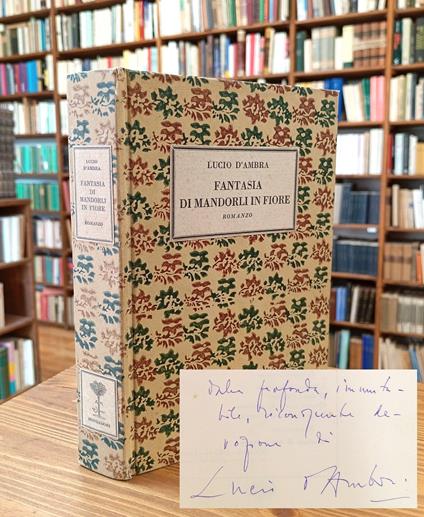 LUCIO D'AMBRA
FANTASIA
DI MANDORLI IN FIORE
ROMANZO
LUCIO
D'AMBRA
FANTASIA
DI
MANDORLI
IN FIORE
ROMANZO
MONDADORI
dalla profonda, immuta-
bile, riconoscente de-
vozione di
Lucio d'Ambra.